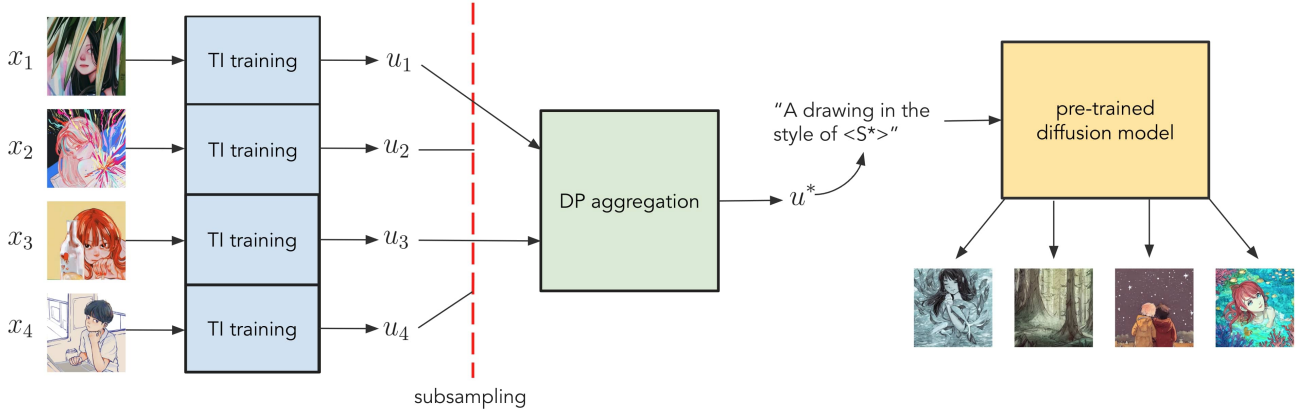 x₁ TI training u₁
x₂ TI training u₂
x₃ TI training u₃
x₄ TI training u₄
subsampling
DP aggregation
u*
“A drawing in the
style of <S*>”
pre-trained
diffusion model